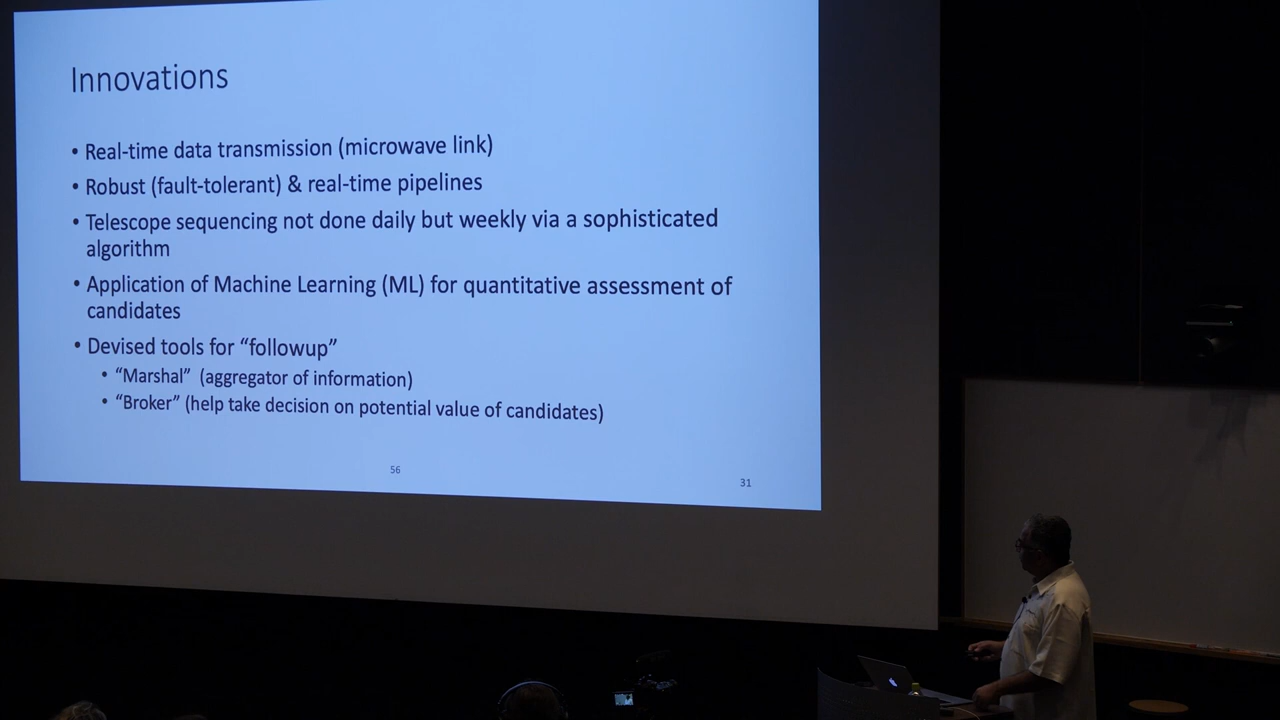 Innovations
• Real-time data transmission (microwave link)
• Robust (fault-tolerant) & real-time pipelines
• Telescope sequencing not done daily but weekly via a sophisticated
algorithm
• Application of Machine Learning (ML) for quantitative assessment of
candidates
• Devised tools for “followup”
• “Marshal” (aggregator of information)
• “Broker” (help take decision on potential value of candidates)
56
31